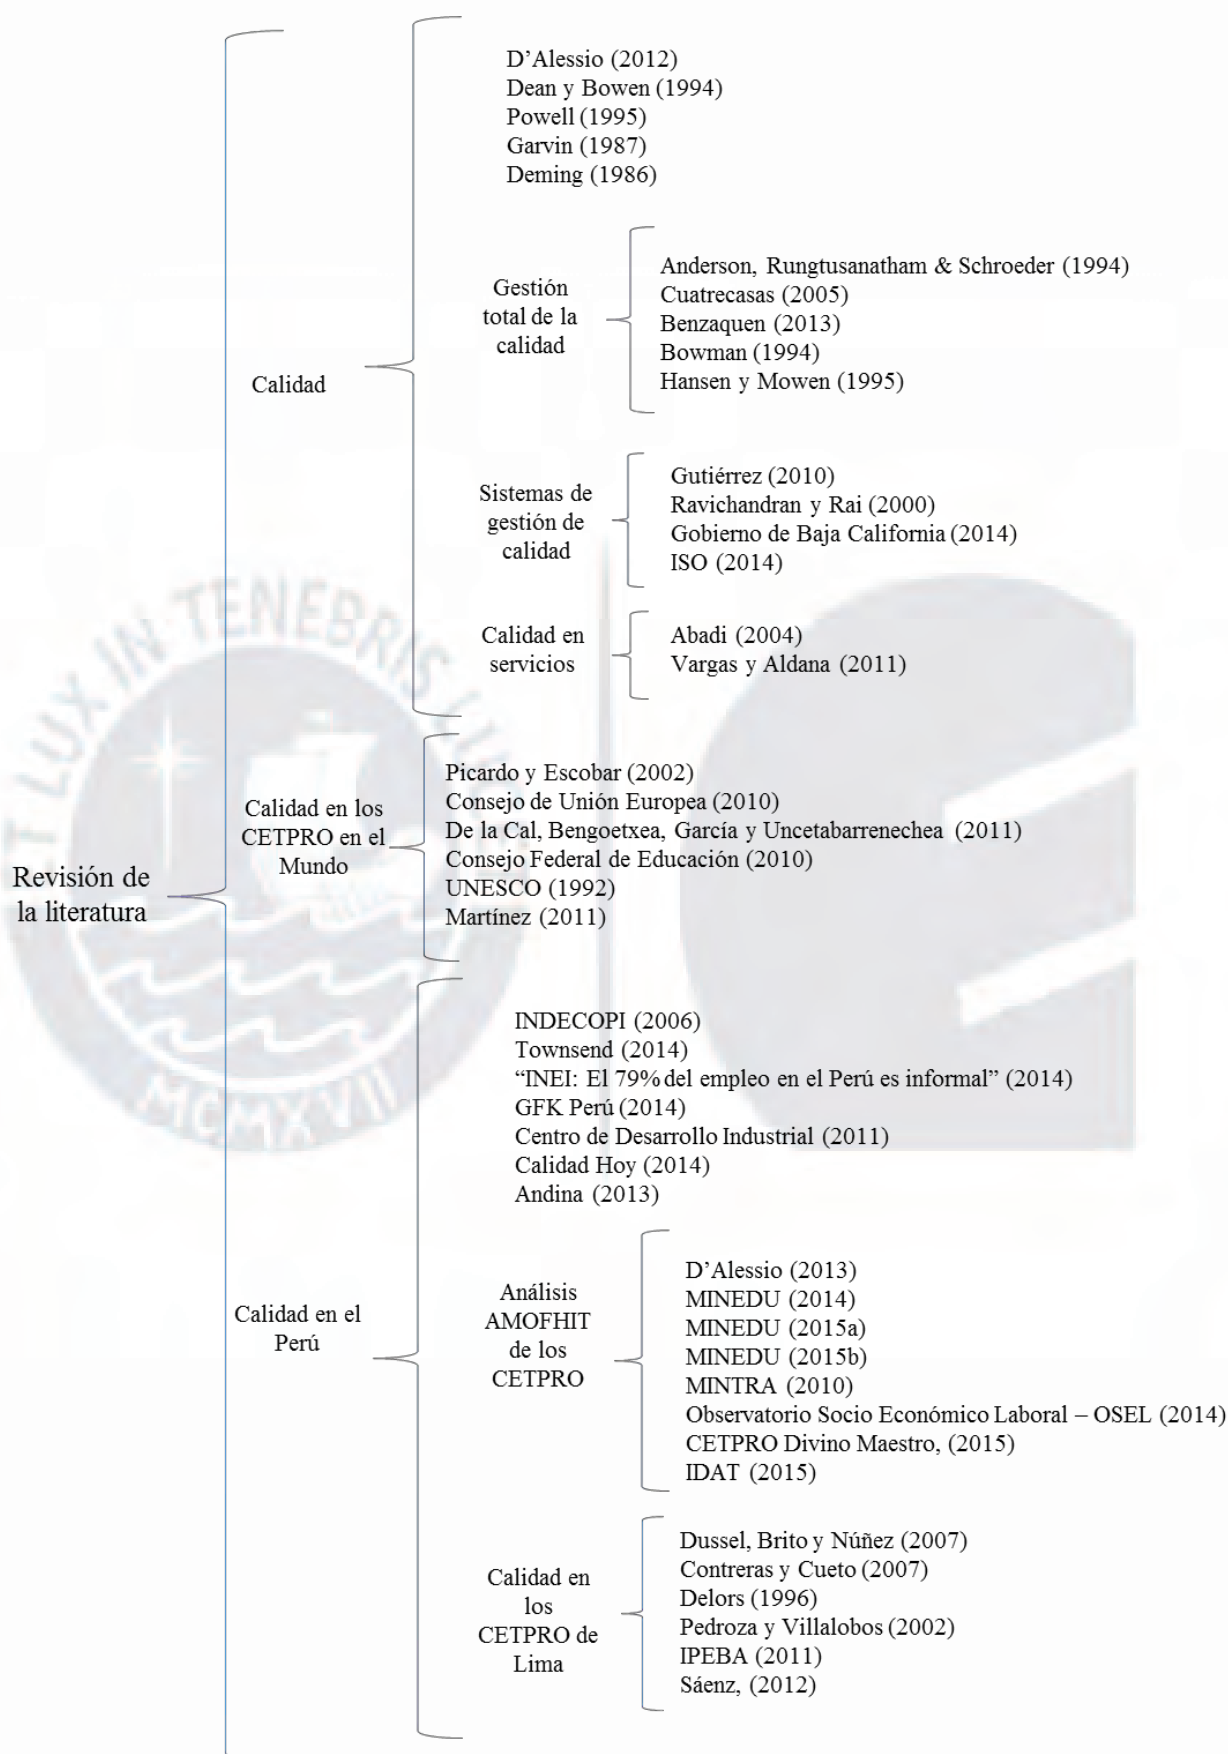 D’Alessio (2012)
Dean y Bowen (1994)
Powell (1995)
Garvin (1987)
Deming (1986)
Gestión
total de la
calidad
Anderson, Rungtusanatham & Schroeder (1994)
Cuatrecasas (2005)
Benzaquen (2013)
Bowman (1994)
Hansen y Mowen (1995)
Calidad
Sistemas de
gestión de
calidad
Gutiérrez (2010)
Ravichandran y Rai (2000)
Gobierno de Baja California (2014)
ISO (2014)
Calidad en
servicios
Abadi (2004)
Vargas y Aldana (2011)
Calidad en los
CETPRO en el
Mundo
Picardo y Escobar (2002)
Consejo de Unión Europea (2010)
De la Cal, Bengoetxea, García y Uncetabarrenechea (2011)
Consejo Federal de Educación (2010)
UNESCO (1992)
Martínez (2011)
Revisión de
la literatura
INDECOPI (2006)
Townsend (2014)
“INEI: El 79% del empleo en el Perú es informal” (2014)
GFK Perú (2014)
Centro de Desarrollo Industrial (2011)
Calidad Hoy (2014)
Andina (2013)
Calidad en el
Perú
Análisis
AMOFHIT
de los
CETPRO
D’Alessio (2013)
MINEDU (2014)
MINEDU (2015a)
MINEDU (2015b)
MINTRA (2010)
Observatorio Socio Económico Laboral – OSEL (2014)
CETPRO Divino Maestro, (2015)
IDAT (2015)
Calidad en
los
CETPRO de
Lima
Dussel, Brito y Núñez (2007)
Contreras y Cueto (2007)
Delors (1996)
Pedroza y Villalobos (2002)
IPEBA (2011)
Sáenz, (2012)
ET LUX IN TENEBRIS
MCMXVII